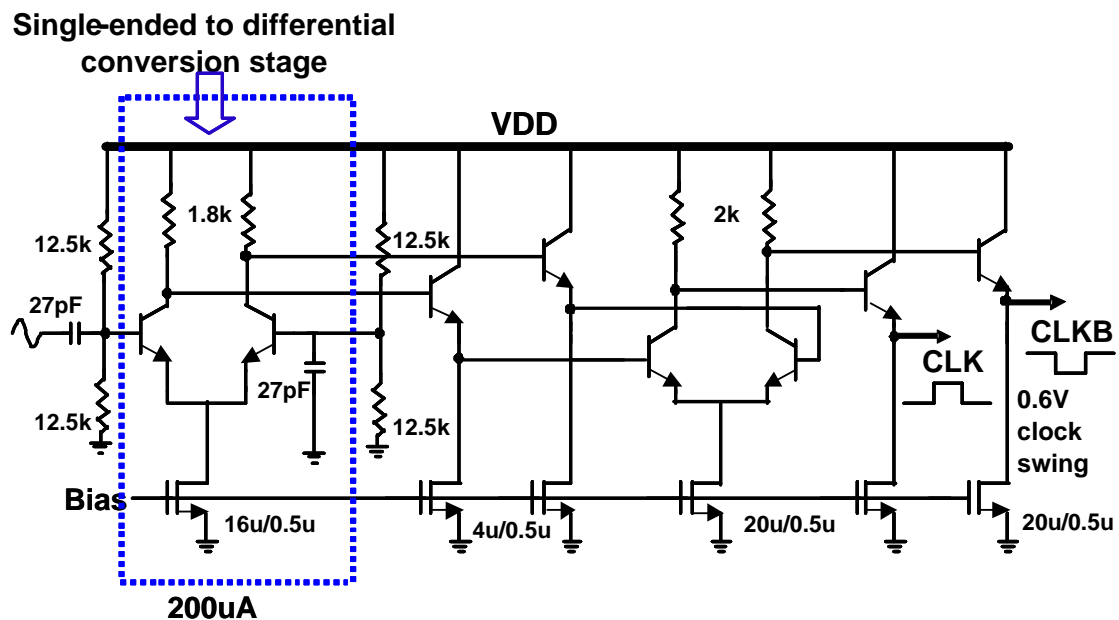 Single-ended to differential
conversion stage
VDD
1.8k
2k
12.5k
12.5k
27pF
27pF
CLK
CLKB
12.5k
12.5k
0.6V
clock
swing
Bias
16u/0.5u
4u/0.5u
20u/0.5u
20u/0.5u
200uA